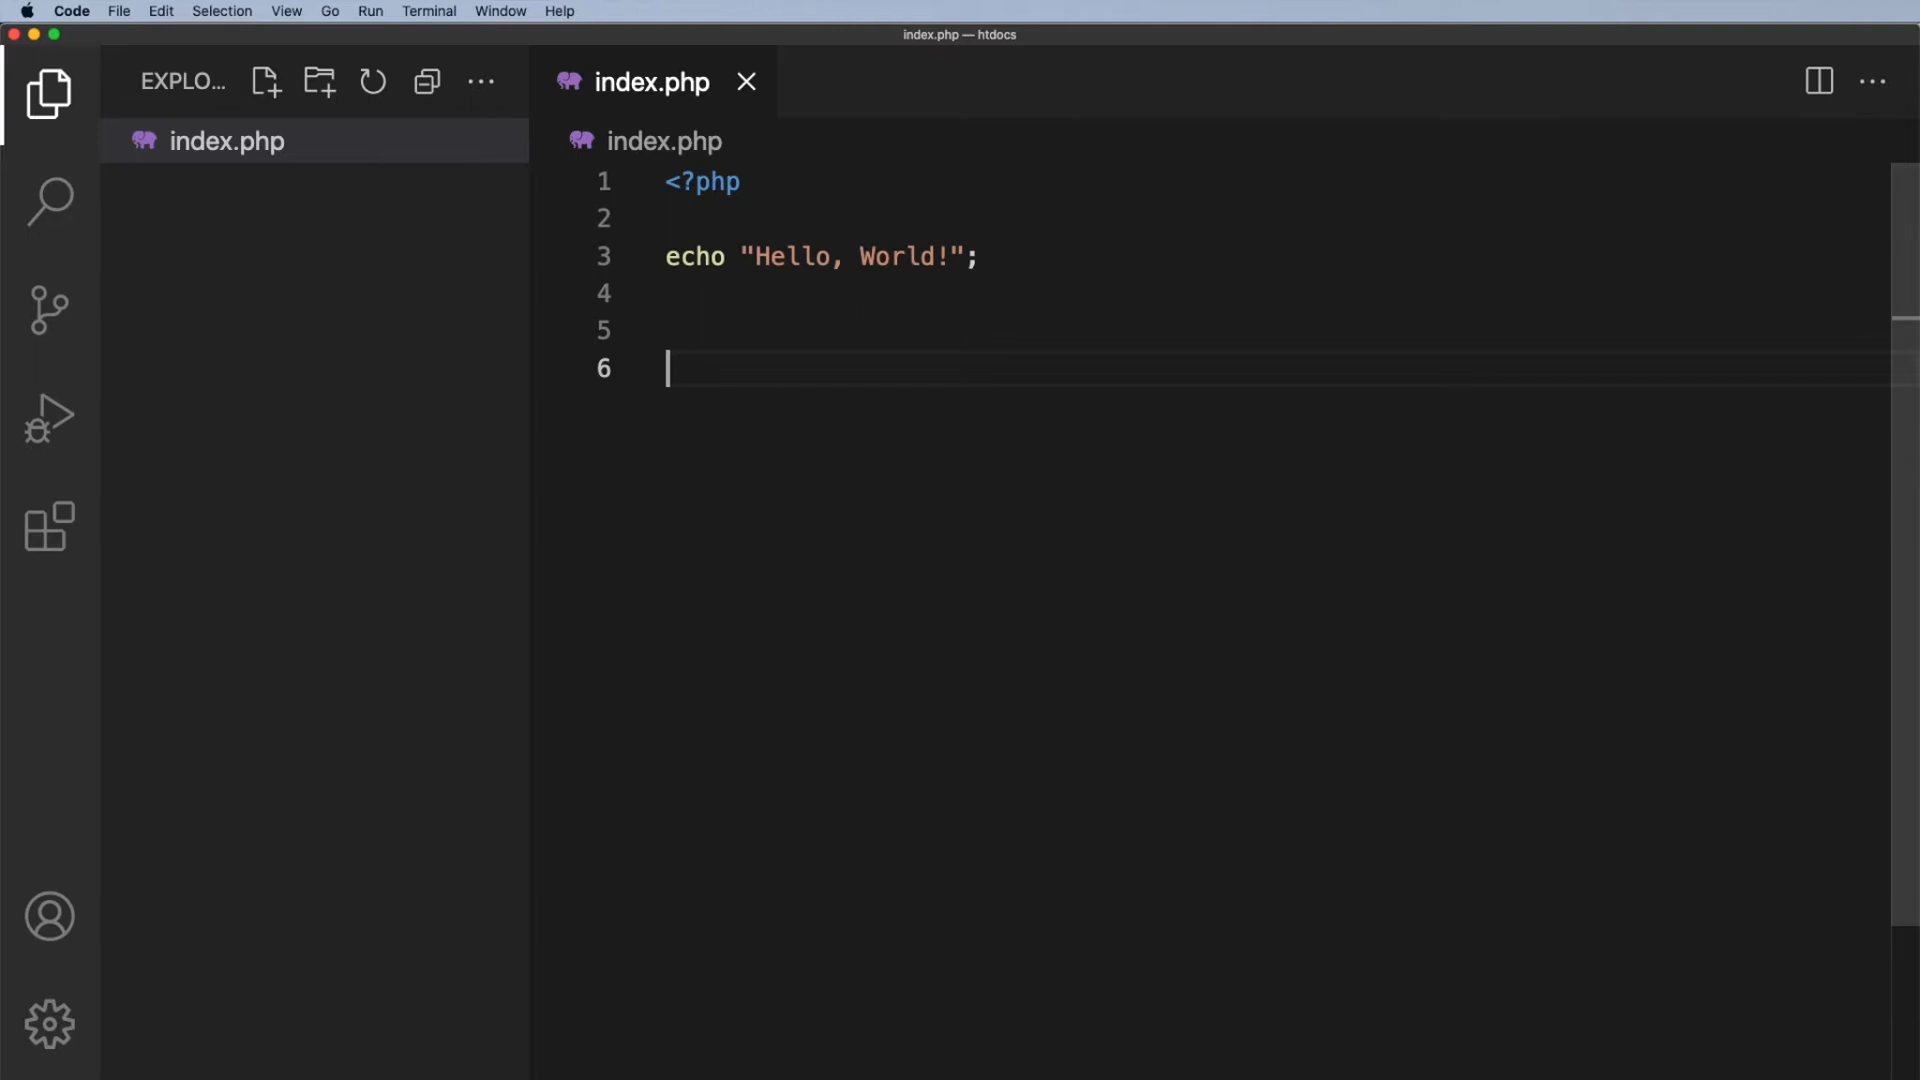 Code File Edit Selection View Go Run Terminal Window Help
index.php — htdocs
EXPLO...
index.php
index.php
index.php
1 <?php
2
3 echo "Hello, World!";
4
5
6